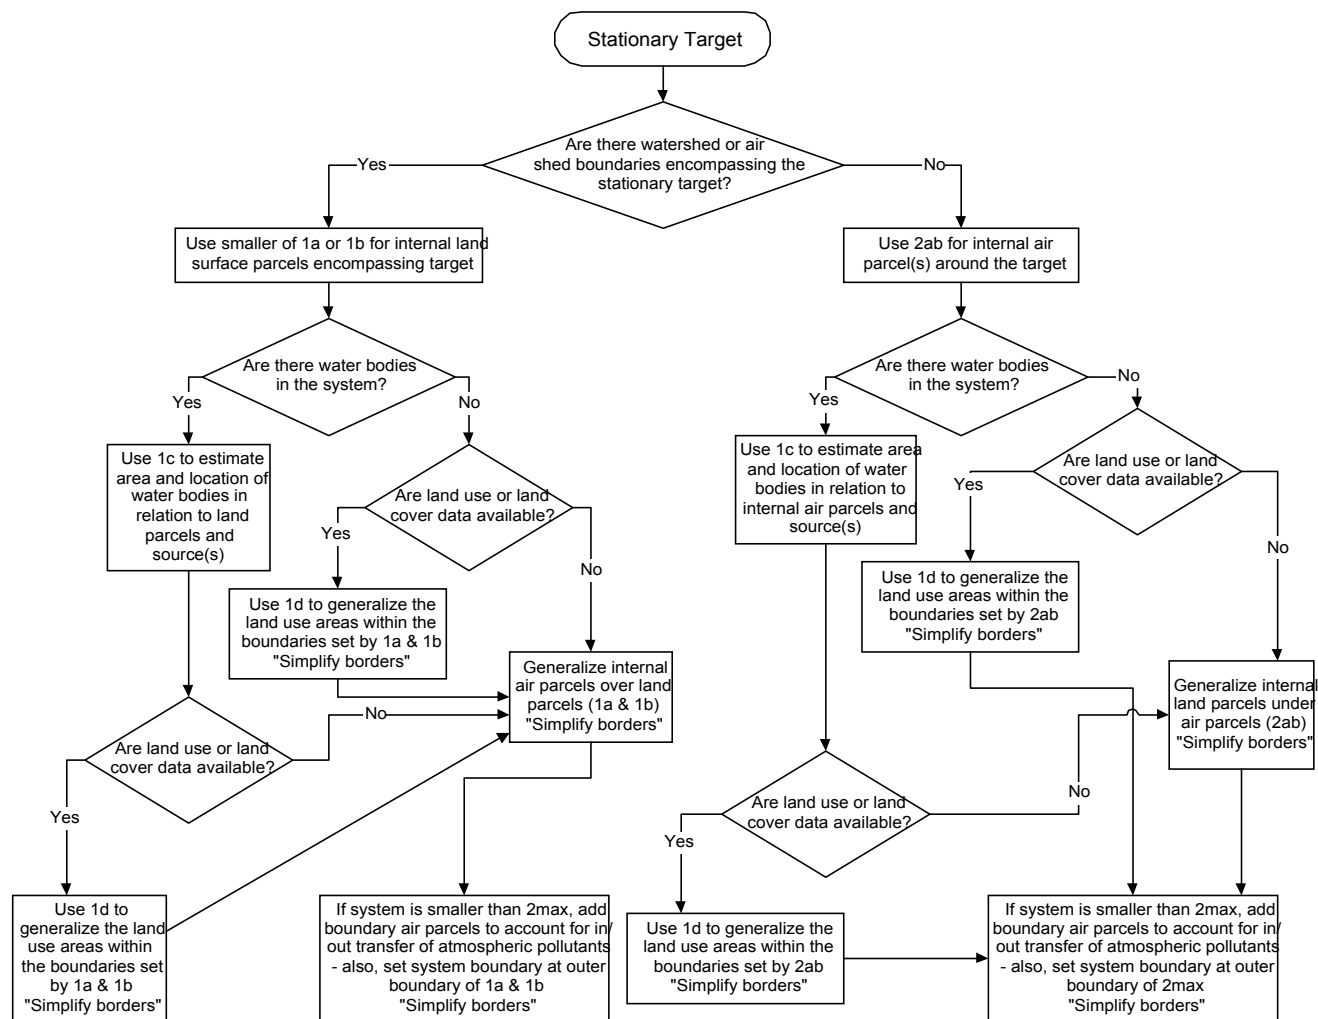 Stationary Target
Are there watershed or air
shed boundaries encompassing the
stationary target?
Yes
No
Use smaller of 1a or 1b for internal land
surface parcels encompassing target
Use 2ab for internal air
parcel(s) around the target
Are there water bodies
in the system?
Yes
No
Are there water bodies
in the system?
Yes
No
Use 1c to estimate
area and location of
water bodies in
relation to land
parcels and
source(s)
Are land use or land
cover data available?
Yes
No
Use 1c to estimate area
and location of water
bodies in relation to
internal air parcels and
source(s)
Are land use or land
cover data available?
Yes
No
Use 1d to generalize the
land use areas within the
boundaries set by 1a & 1b
"Simplify borders"
Use 1d to generalize the
land use areas within the
boundaries set by 2ab
"Simplify borders"
Generalize internal
air parcels over land
parcels (1a & 1b)
"Simplify borders"
Generalize internal
land parcels under
air parcels (2ab)
"Simplify borders"
Are land use or land
cover data available?
No
Yes
Are land use or land
cover data available?
No
Yes
Use 1d to
generalize the land
use areas within
the boundaries set
by 1a & 1b
"Simplify borders"
If system is smaller than 2max, add
boundary air parcels to account for in/
out transfer of atmospheric pollutants
- also, set system boundary at outer
boundary of 1a & 1b
"Simplify borders"
Use 1d to generalize the
land use areas within the
boundaries set by 2ab
"Simplify borders"
If system is smaller than 2max, add
boundary air parcels to account for in/
out transfer of atmospheric pollutants
- also, set system boundary at outer
boundary of 2max
"Simplify borders"